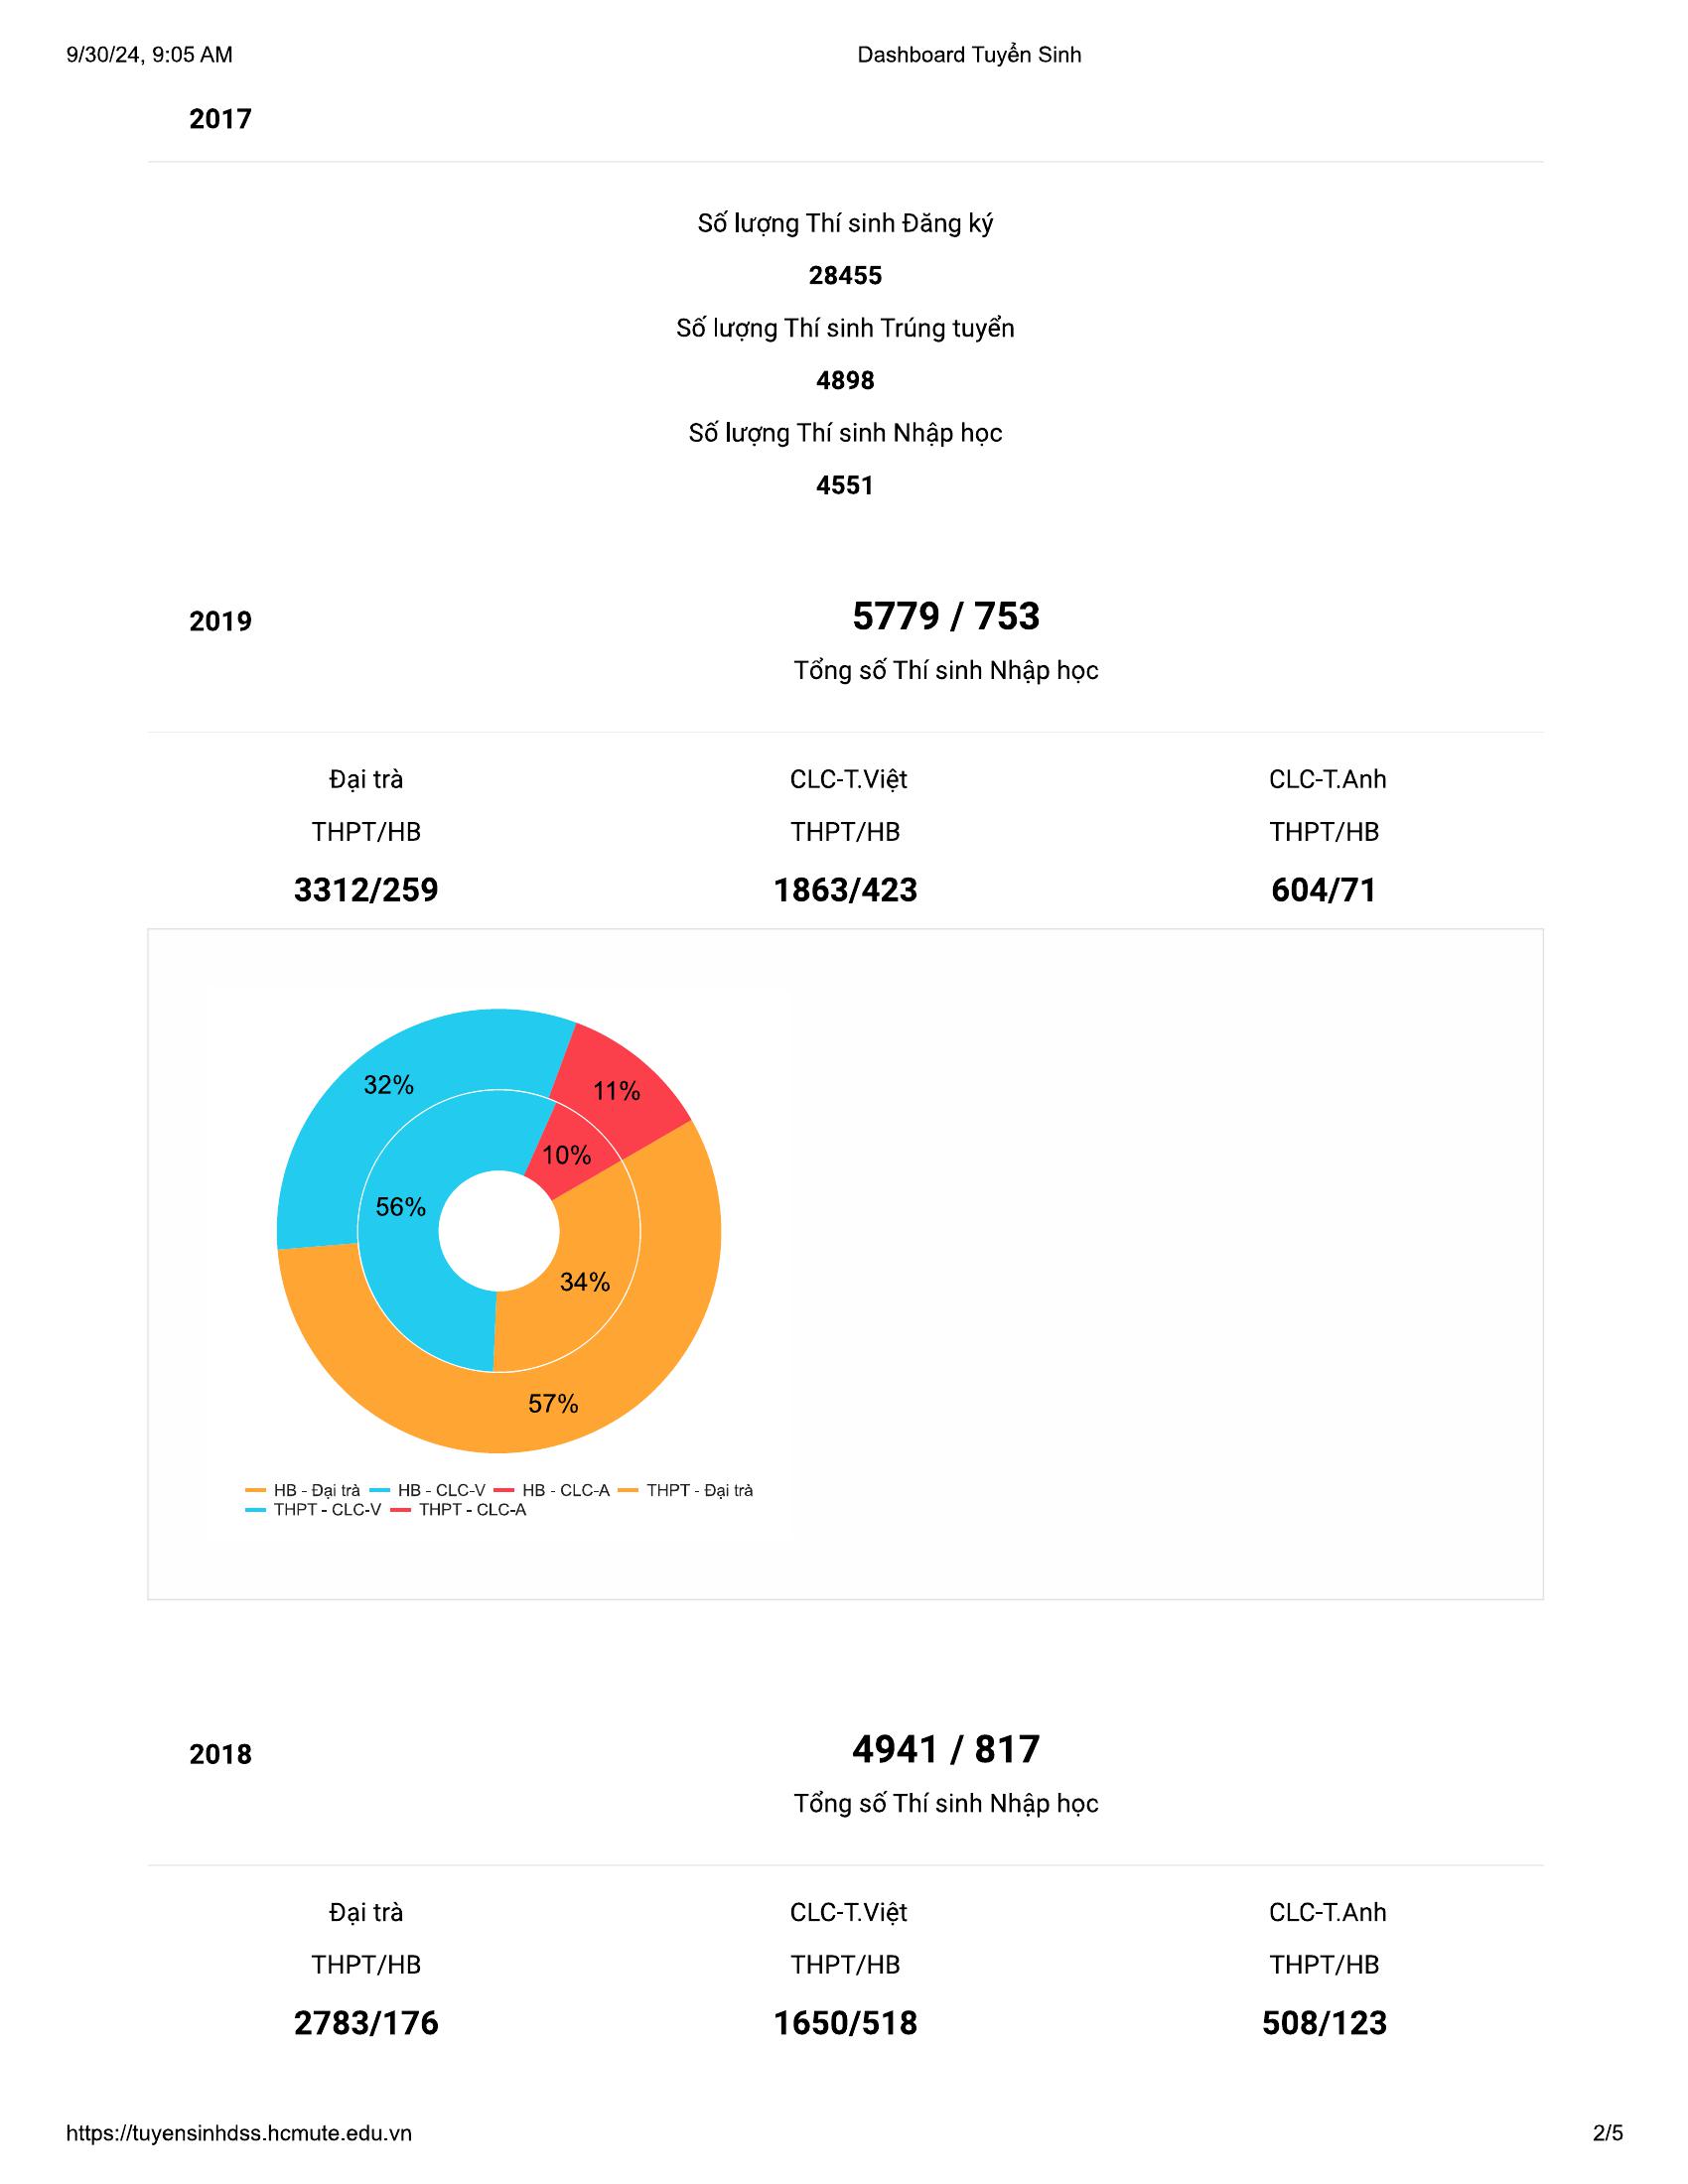 9/30/24, 9:05 AM Dashboard Tuyển Sinh
2017
Số lượng Thí sinh Đăng ký
28455
Số lượng Thí sinh Trúng tuyển
4898
Số lượng Thí sinh Nhập học
4551
2019 5779 / 753
Tổng số Thí sinh Nhập học
Đại trà CLC-T.Việt CLC-T.Anh
THPT/HB THPT/HB THPT/HB
3312/259 1863/423 604/71
32% 11%
10%
56%
34%
57%
HB - Đại trà HB - CLC-V HB - CLC-A THPT - Đại trà
THPT - CLC-V THPT - CLC-A
2018 4941 / 817
Tổng số Thí sinh Nhập học
Đại trà CLC-T.Việt CLC-T.Anh
THPT/HB THPT/HB THPT/HB
2783/176 1650/518 508/123
https://tuyensinhdss.hcmute.edu.vn 2/5